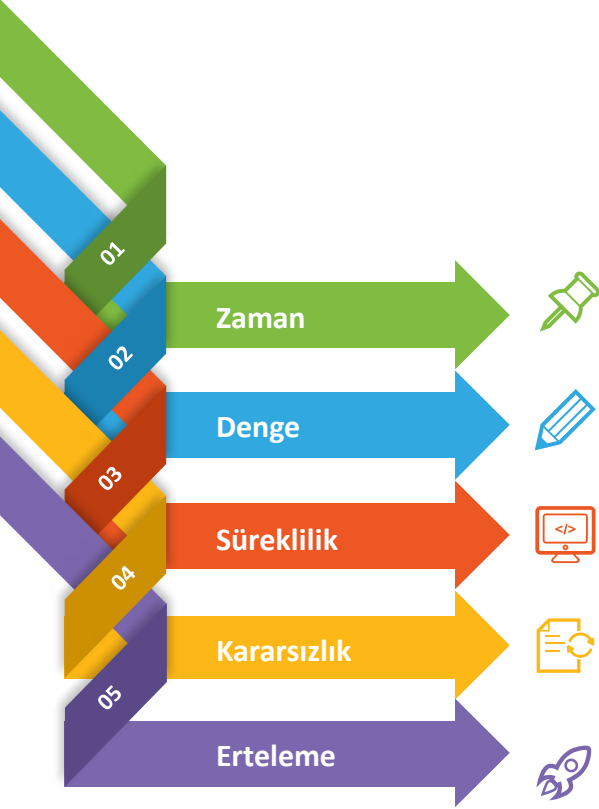 01
Zaman
02
Denge
03
Süreklilik
</>
04
Kararsızlık
05
Erteleme